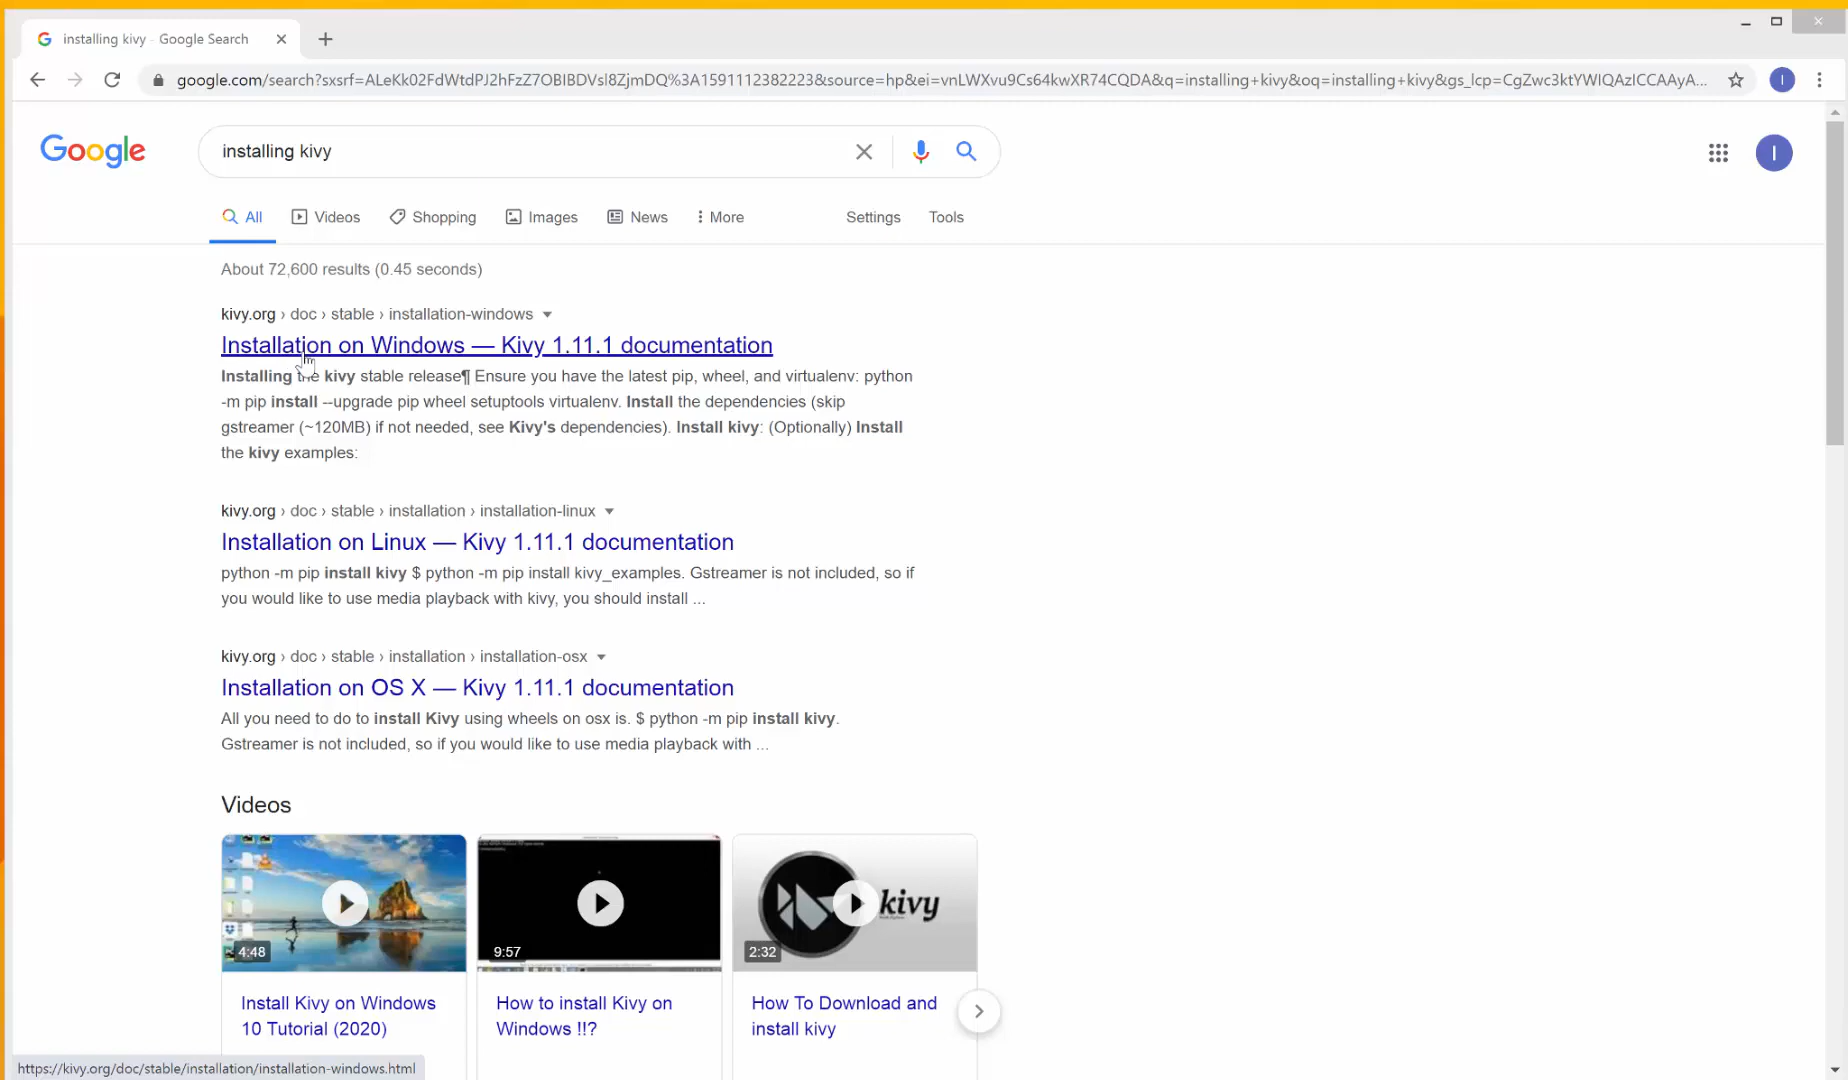 installing kivy - Google Search
google.com/search?sxsrf=ALeKk02FdWtdPJ2hFzZ7OBIBDVsl8ZjmDQ%3A1591112382223&source=hp&ei=vnLWXvu9Cs64kwXR74CQDA&q=installing+kivy&oq=installing+kivy&gs_lcp=CgZwc3ktYWIQAzICCAAyA...
I
Google
installing kivy
I
All
Videos
Shopping
Images
News
More
Settings
Tools
About 72,600 results (0.45 seconds)
kivy.org › doc › stable › installation-windows
Installation on Windows — Kivy 1.11.1 documentation
Installing the kivy stable release¶ Ensure you have the latest pip, wheel, and virtualenv: python
-m pip install --upgrade pip wheel setuptools virtualenv. Install the dependencies (skip
gstreamer (~120MB) if not needed, see Kivy's dependencies). Install kivy: (Optionally) Install
the kivy examples:
kivy.org › doc › stable › installation › installation-linux
Installation on Linux — Kivy 1.11.1 documentation
python -m pip install kivy $ python -m pip install kivy_examples. Gstreamer is not included, so if
you would like to use media playback with kivy, you should install ...
kivy.org › doc › stable › installation › installation-osx
Installation on OS X — Kivy 1.11.1 documentation
All you need to do to install Kivy using wheels on osx is. $ python -m pip install kivy.
Gstreamer is not included, so if you would like to use media playback with ...
Videos
4:48
9:57
kivy
2:32
Install Kivy on Windows
10 Tutorial (2020)
How to install Kivy on
Windows !!?
How To Download and
install kivy
https://kivy.org/doc/stable/installation/installation-windows.html